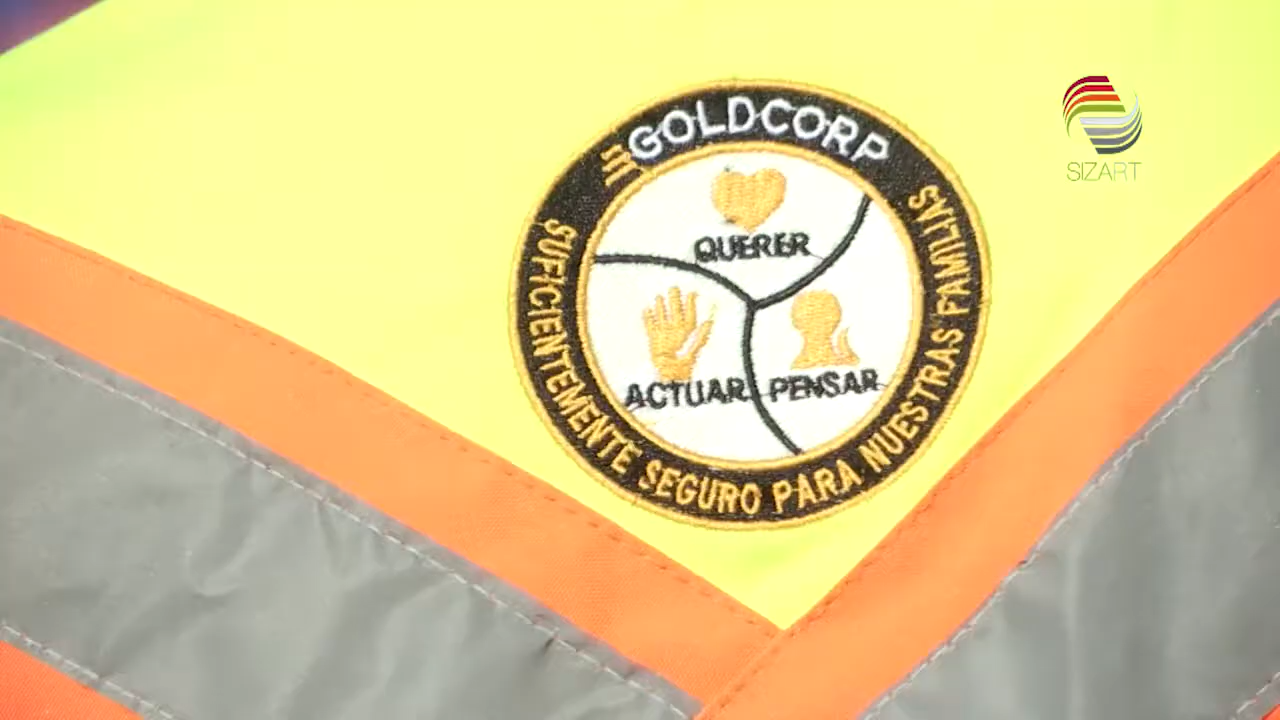 GOLDCORP
QUERER
ACTUAR PENSAR
SUFICIENTEMENTE SEGURO PARA NUESTRAS FAMILIAS
SIZART